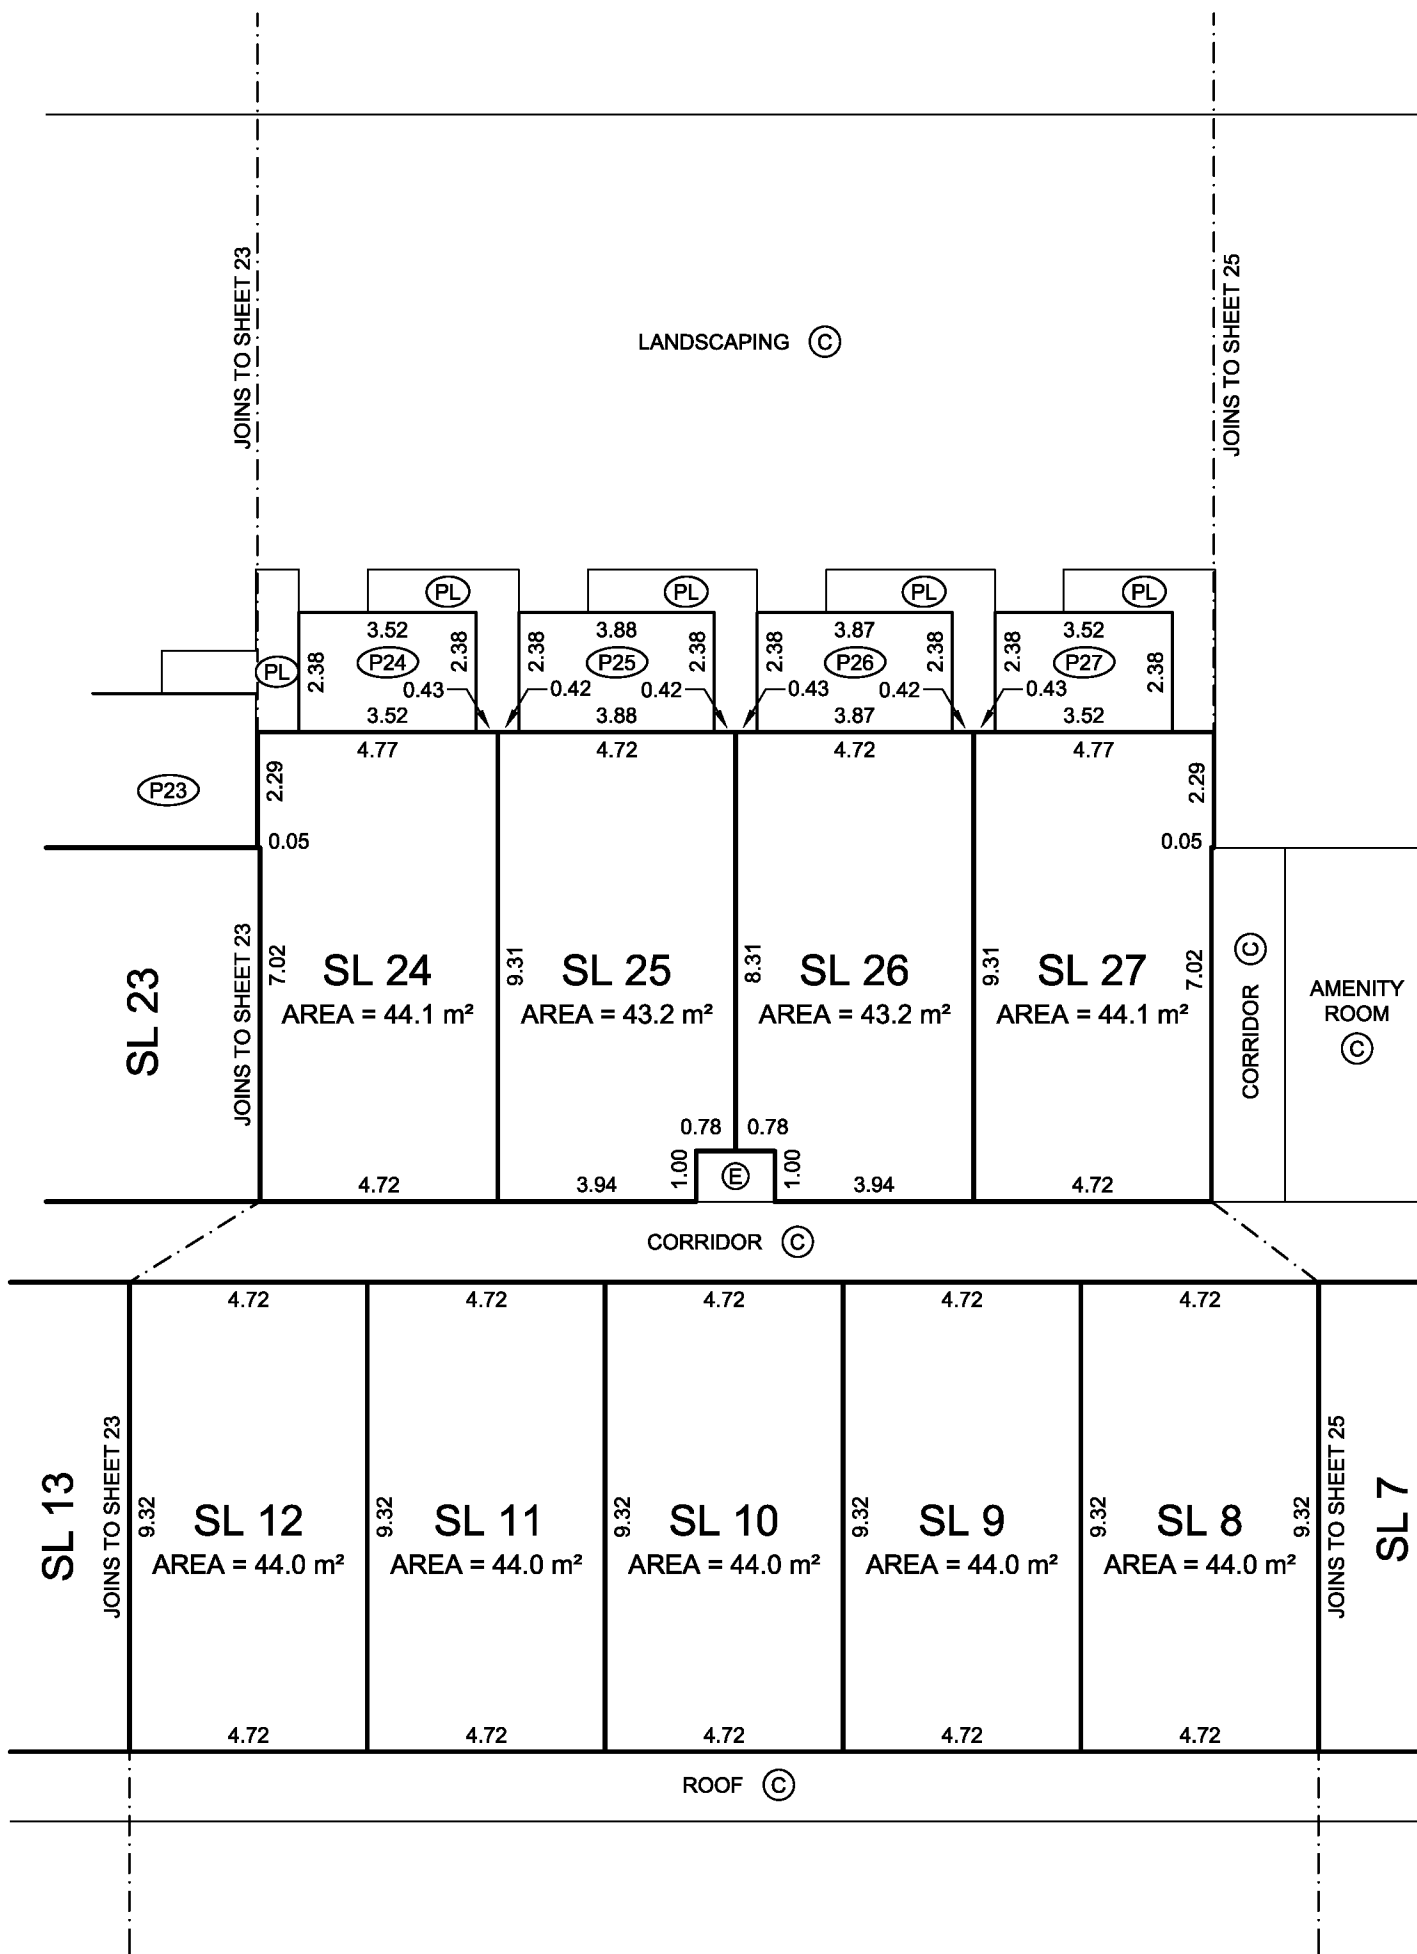 JOINS TO SHEET 23
JOINS TO SHEET 25
LANDSCAPING C
PL PL PL PL
PL
3.52 3.88 3.87 3.52
2.38 P24 2.38 2.38 P25 2.38 2.38 P26 2.38 2.38 P27 2.38
0.43 0.42 0.42 0.43 0.42 0.43
3.52 3.88 3.87 3.52
4.77 4.72 4.72 4.77
P23 2.29 2.29
0.05 0.05
SL 23
JOINS TO SHEET 23
7.02 9.31 8.31 9.31 7.02
SL 24 SL 25 SL 26 SL 27
AREA = 44.1 m² AREA = 43.2 m² AREA = 43.2 m² AREA = 44.1 m²
CORRIDOR C
AMENITY
ROOM
C
0.78 0.78
1.00 E 1.00
4.72 3.94 3.94 4.72
CORRIDOR C
4.72 4.72 4.72 4.72 4.72
SL 13
JOINS TO SHEET 23
9.32 9.32 9.32 9.32 9.32 9.32
SL 12 SL 11 SL 10 SL 9 SL 8
AREA = 44.0 m² AREA = 44.0 m² AREA = 44.0 m² AREA = 44.0 m² AREA = 44.0 m²
JOINS TO SHEET 25
SL 7
4.72 4.72 4.72 4.72 4.72
ROOF C